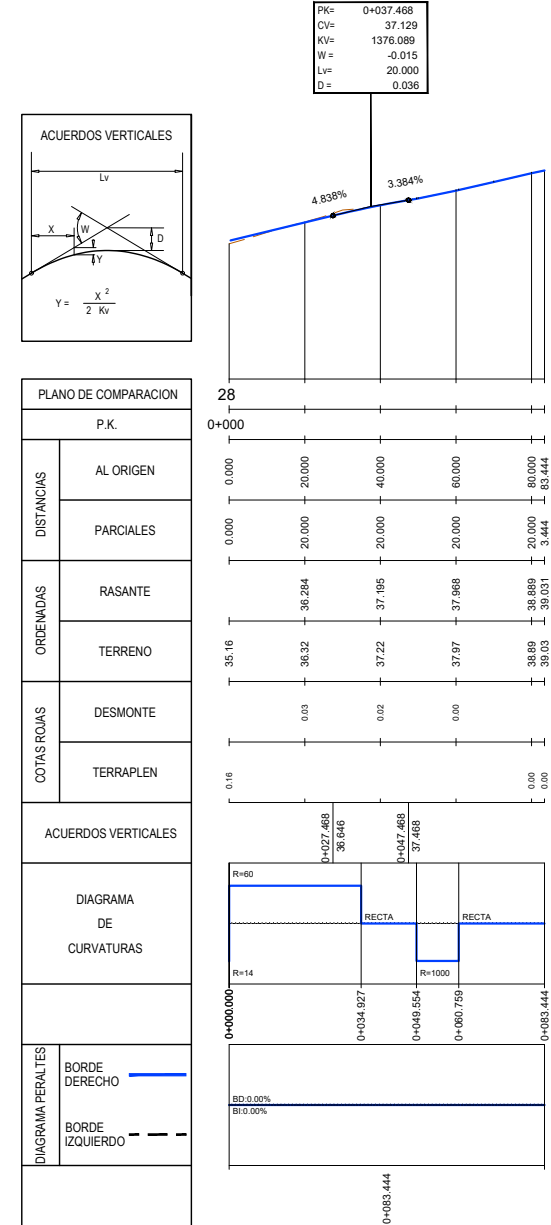 PK= 0+037.468
CV= 37.129
KV= 1376.089
W = -0.015
Lv= 20.000
D = 0.036
ACUERDOS VERTICALES
Lv
X
W
D
Y
Y = X 2
2 Kv
4.838%
3.384%
PLANO DE COMPARACION 28
P.K. 0+000
DISTANCIAS
AL ORIGEN 0.000 20.000 40.000 60.000 80.000 83.444
PARCIALES 0.000 20.000 20.000 20.000 20.000 3.444
ORDENADAS
RASANTE 36.284 37.195 37.968 38.889 39.031
TERRENO 35.16 36.32 37.22 37.97 38.89 39.03
COTAS ROJAS
DESMONTE 0.03 0.02 0.00
TERRAPLEN 0.16 0.00 0.00
ACUERDOS VERTICALES
0+027.468
36.646
0+047.468
37.468
DIAGRAMA
DE
CURVATURAS
R=60
RECTA
RECTA
R=14
R=1000
0+000.000 0+034.927 0+049.554 0+060.759 0+083.444
DIAGRAMA PERALTES
BORDE
DERECHO
BORDE
IZQUIERDO
BD:0.00%
BI:0.00%
0+083.444